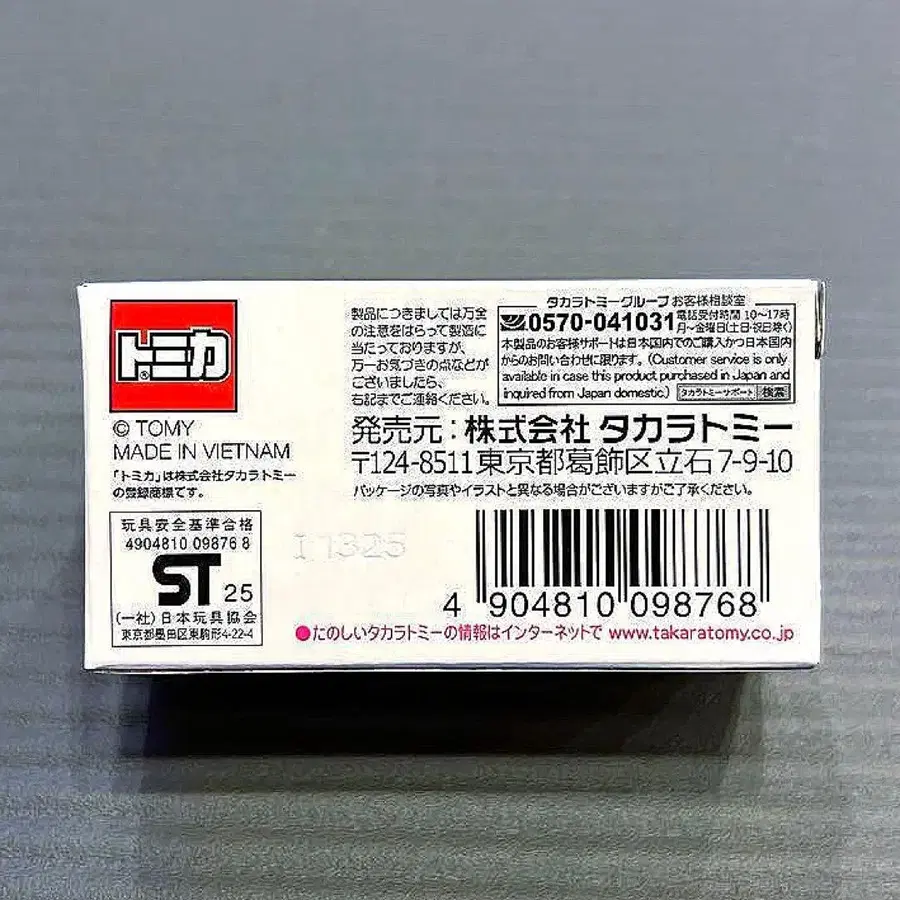 トミカ®
© TOMY
MADE IN VIETNAM
「トミカ」は株式会社タカラトミー
の登録商標です。
玩具安全基準合格
4904810 09876 8
ST 25
(一社)日本玩具協会
東京都墨田区東駒形4-22-4
製品につきましては万全
の注意をはらって製造に
当たっておりますが、
万一お気づきの点などが
ございましたら、
右記までご連絡ください。
タカラトミーグループ お客様相談室
0570-041031 電話受付時間 10〜17時
月〜金曜日(土日・祝日除く)
本製品のお客様サポートは日本国内でのご購入かつ日本国内
からのお問い合わせに限ります。(Customer service is only
available in case this product purchased in Japan and
inquired from Japan domestic.) タカラトミーサポート 検索
発売元:株式会社 タカラトミー
〒124-8511 東京都葛飾区立石7-9-10
パッケージの写真やイラストと異なる場合がございますがご了承ください。
4 904810 098768
●たのしいタカラトミーの情報はインターネットで www.takaratomy.co.jp